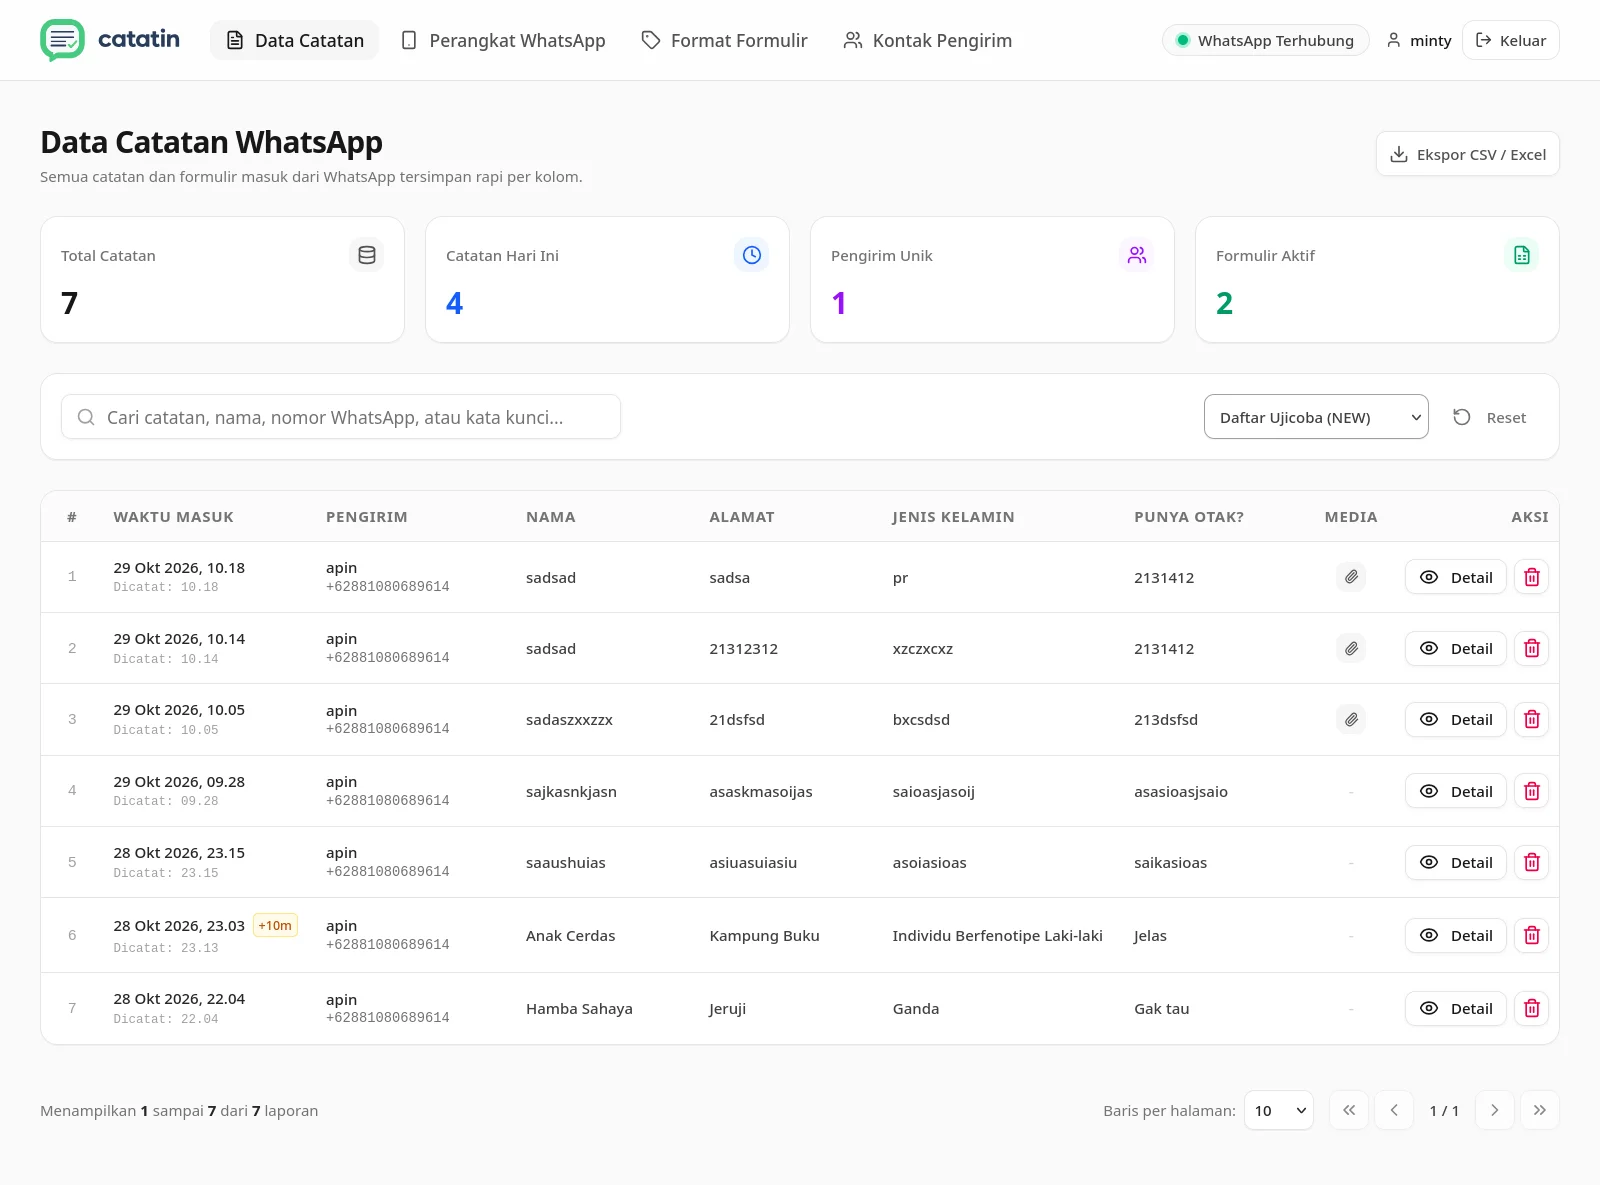 catatin
Data Catatan
Perangkat WhatsApp
Format Formulir
Kontak Pengirim
WhatsApp Terhubung
minty
Keluar
Data Catatan WhatsApp
Semua catatan dan formulir masuk dari WhatsApp tersimpan rapi per kolom.
Ekspor CSV / Excel
Total Catatan
7
Catatan Hari Ini
4
Pengirim Unik
1
Formulir Aktif
2
Cari catatan, nama, nomor WhatsApp, atau kata kunci...
Daftar Ujicoba (NEW)
Reset
# WAKTU MASUK PENGIRIM NAMA ALAMAT JENIS KELAMIN PUNYA OTAK? MEDIA AKSI
1 29 Okt 2026, 10.18 apin sadsad sadsa pr 2131412 Detail
Dicatat: 10.18 +62881080689614
2 29 Okt 2026, 10.14 apin sadsad 21312312 xzczxcxz 2131412 Detail
Dicatat: 10.14 +62881080689614
3 29 Okt 2026, 10.05 apin sadaszxxzzx 21dsfsd bxcsdsd 213dsfsd Detail
Dicatat: 10.05 +62881080689614
4 29 Okt 2026, 09.28 apin sajkasnkjasn asaskmasoijas saioasjasoij asasioasjsaio - Detail
Dicatat: 09.28 +62881080689614
5 28 Okt 2026, 23.15 apin saaushuias asiuasuiasiu asoiasioas saikasioas - Detail
Dicatat: 23.15 +62881080689614
6 28 Okt 2026, 23.03 +10m apin Anak Cerdas Kampung Buku Individu Berfenotipe Laki-laki Jelas - Detail
Dicatat: 23.13 +62881080689614
7 28 Okt 2026, 22.04 apin Hamba Sahaya Jeruji Ganda Gak tau - Detail
Dicatat: 22.04 +62881080689614
Menampilkan 1 sampai 7 dari 7 laporan
Baris per halaman: 10
1 / 1